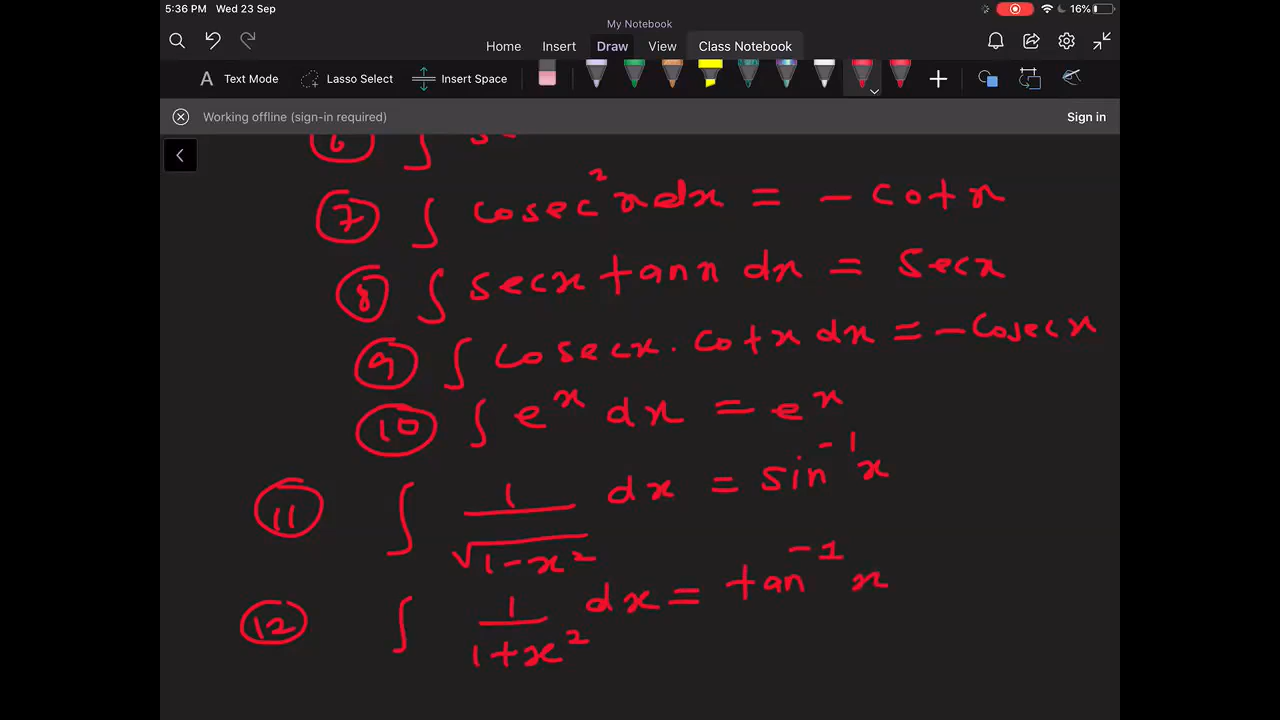 5:36 PM Wed 23 Sep
16%
My Notebook
Home Insert Draw View Class Notebook
Text Mode Lasso Select Insert Space
Working offline (sign-in required) Sign in
6 ∫
7 ∫ cosec²x dx = - cot x
8 ∫ secx tanx dx = secx
9 ∫ cosecx . cotx dx = - cosecx
10 ∫ eˣ dx = eˣ
11 ∫ 1/√(1-x²) dx = sin⁻¹x
12 ∫ 1/(1+x²) dx = tan⁻¹x